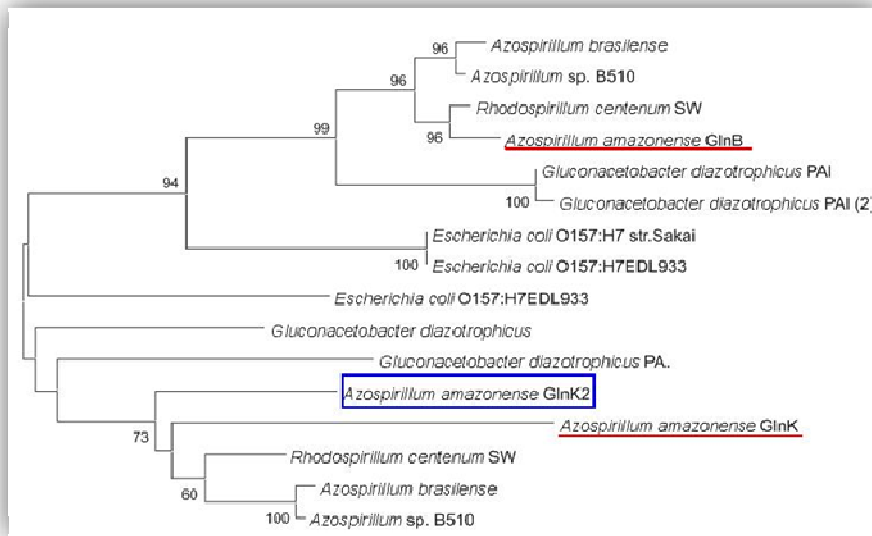 96
Azospirillum brasilense
96
Azospirillum sp. B510
Rhodospirillum centenum SW
99
96
Azospirillum amazonense GlnB
Gluconacetobacter diazotrophicus PAl
94
100
Gluconacetobacter diazotrophicus PAl (2)
Escherichia coli O157:H7 str.Sakai
100
Escherichia coli O157:H7EDL933
Escherichia coli O157:H7EDL933
Gluconacetobacter diazotrophicus
Gluconacetobacter diazotrophicus PA..
Azospirillum amazonense GlnK2
73
Azospirillum amazonense GlnK
Rhodospirillum centenum SW
60
Azospirillum brasilense
100
Azospirillum sp. B510